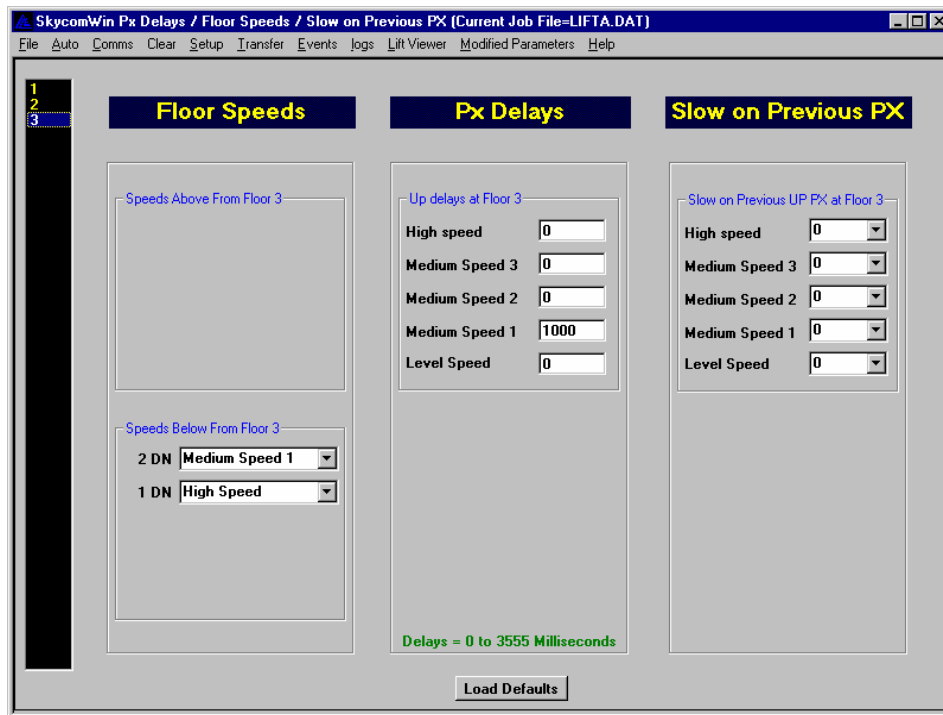 SkycomWin Px Delays / Floor Speeds / Slow on Previous PX (Current Job File=LIFTA.DAT)
File Auto Comms Clear Setup Transfer Events logs Lift Viewer Modified Parameters Help
1
2
3
Floor Speeds
Speeds Above From Floor 3
Speeds Below From Floor 3
2 DN Medium Speed 1
1 DN High Speed
Px Delays
Up delays at Floor 3
High speed 0
Medium Speed 3 0
Medium Speed 2 0
Medium Speed 1 1000
Level Speed 0
Delays = 0 to 3555 Milliseconds
Slow on Previous PX
Slow on Previous UP PX at Floor 3
High speed 0
Medium Speed 3 0
Medium Speed 2 0
Medium Speed 1 0
Level Speed 0
Load Defaults